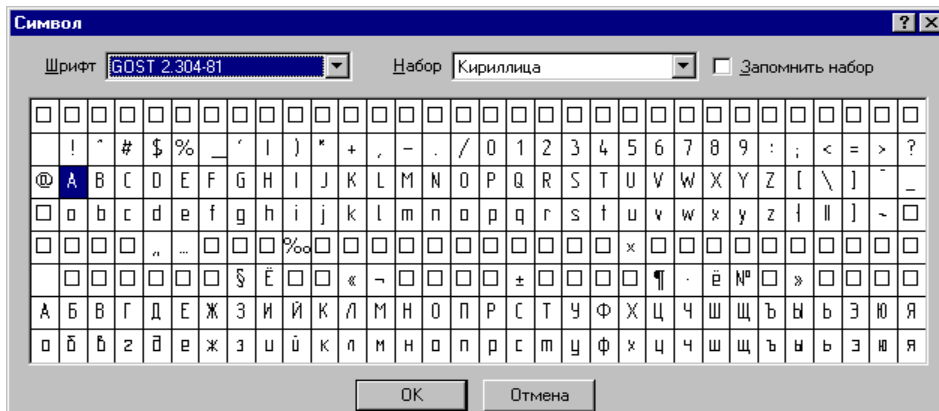 Символ
Шрифт GOST 2.304-81 Набор Кириллица Запомнить набор
! ˆ # $ % _ ´ | ) * + , – . / 0 1 2 3 4 5 6 7 8 9 : ; < = > ?
@ A B C D E F G H I J K L M N O P Q R S T U V W X Y Z [ \ ] ¯ _
a b c d e f g h i j k l m n o p q r s t u v w x y z ƚ ǁ ] ~
„ … ‰ ×
§ Ё « ¬ ± ¶ · ё № »
А Б В Г Д Е Ж З И Й К Л М Н О П Р С Т У Ф Х Ц Ч Ш Щ Ъ Ы Ь Э Ю Я
а б в г д е ж з и й к л м н о п р с т у ф х ц ч ш щ ъ ы ь э ю я
OK Отмена